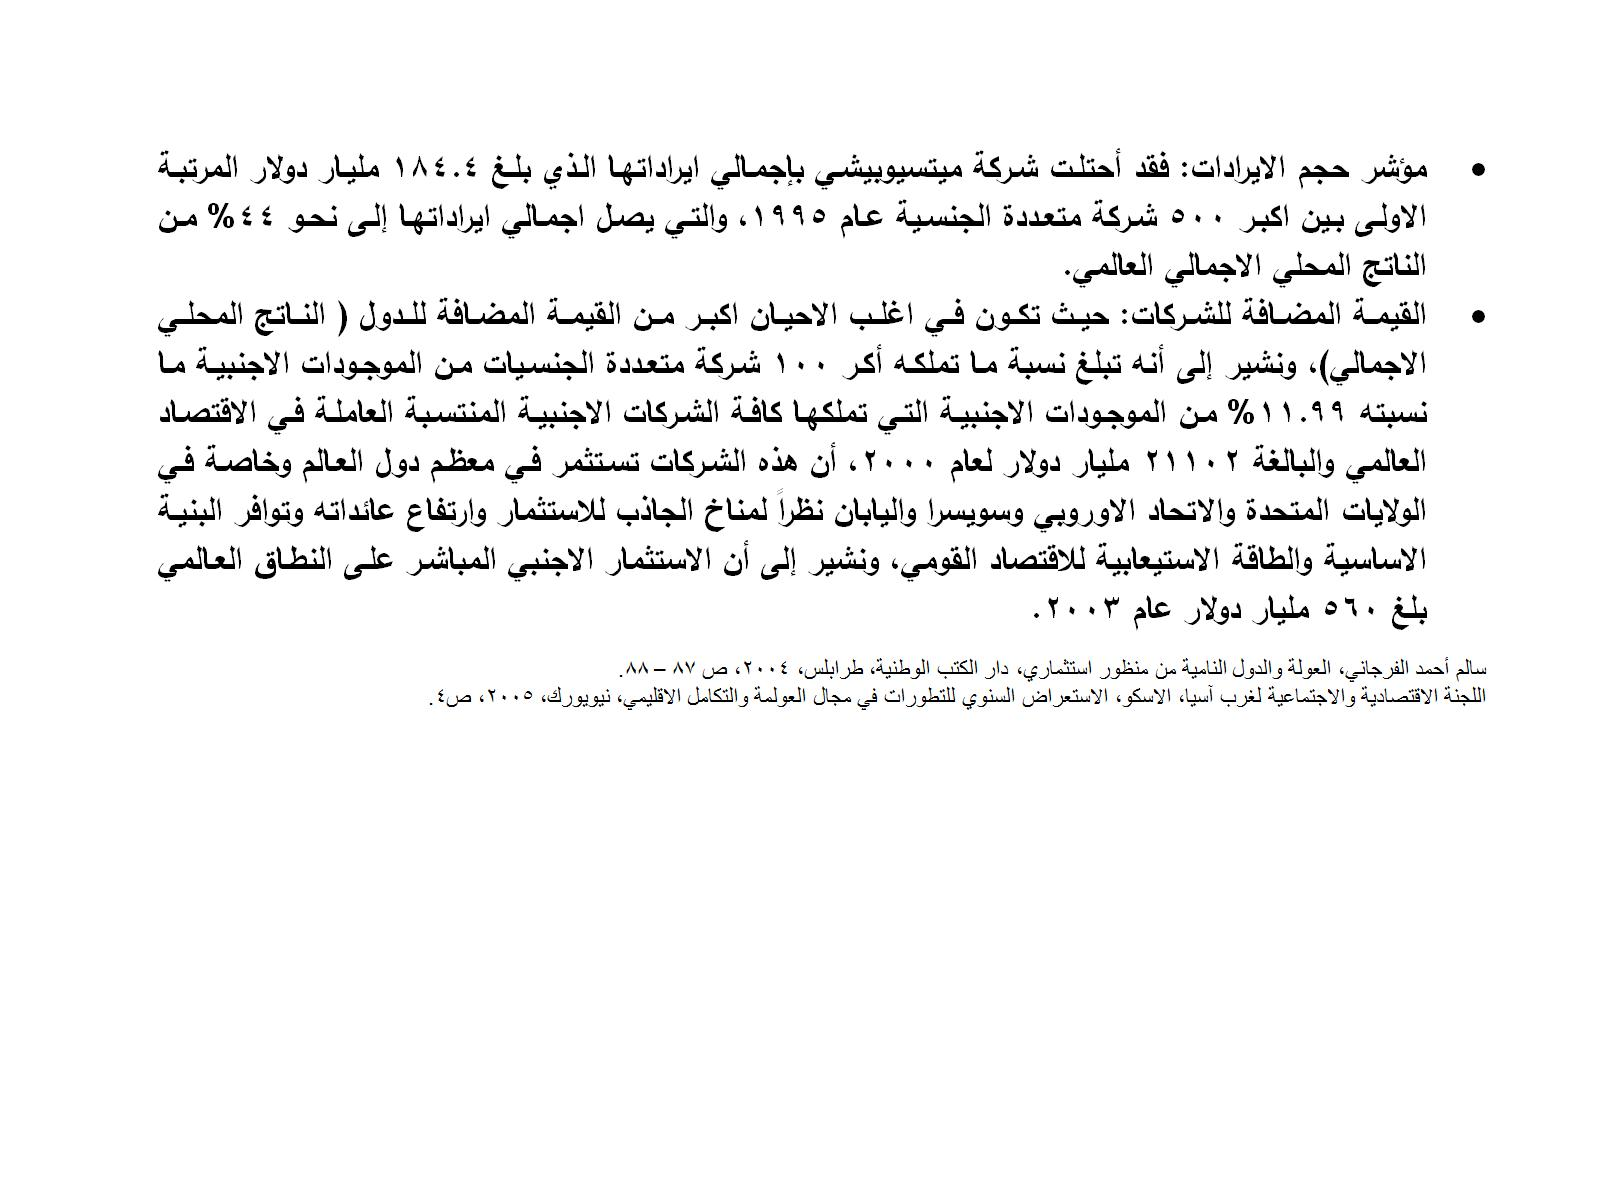 • مؤشر حجم الايرادات: فقد أحتلت شركة ميتسيوبيشي بإجمالي ايراداتها الذي بلغ ١٨٤.٤ مليار دولار المرتبة
الاولى بين اكبر ٥٠٠ شركة متعددة الجنسية عام ١٩٩٥، والتي يصل اجمالي ايراداتها إلى نحو ٤٤% من
الناتج المحلي الاجمالي العالمي.
• القيمة المضافة للشركات: حيث تكون في اغلب الاحيان اكبر من القيمة المضافة للدول ( الناتج المحلي
الاجمالي)، ونشير إلى أنه تبلغ نسبة ما تملكه أكر ١٠٠ شركة متعددة الجنسيات من الموجودات الاجنبية ما
نسبته ١١.٩٩% من الموجودات الاجنبية التي تملكها كافة الشركات الاجنبية المنتسبة العاملة في الاقتصاد
العالمي والبالغة ٢١١٠٢ مليار دولار لعام ٢٠٠٠، أن هذه الشركات تستثمر في معظم دول العالم وخاصة في
الولايات المتحدة والاتحاد الاوروبي وسويسرا واليابان نظراً لمناخ الجاذب للاستثمار وارتفاع عائداته وتوافر البنية
الاساسية والطاقة الاستيعابية للاقتصاد القومي، ونشير إلى أن الاستثمار الاجنبي المباشر على النطاق العالمي
بلغ ٥٦٠ مليار دولار عام ٢٠٠٣.
سالم أحمد الفرجاني، العولة والدول النامية من منظور استثماري، دار الكتب الوطنية، طرابلس، ٢٠٠٤، ص ٨٧ – ٨٨.
اللجنة الاقتصادية والاجتماعية لغرب آسيا، الاسكو، الاستعراض السنوي للتطورات في مجال العولمة والتكامل الاقليمي، نيويورك، ٢٠٠٥، ص٤.